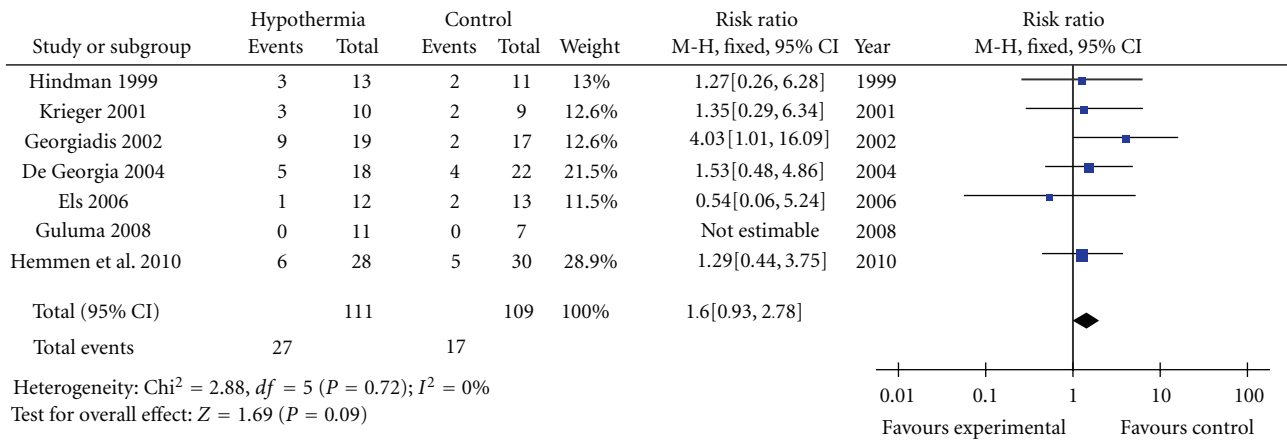 Hypothermia Control Risk ratio Risk ratio
Study or subgroup Events Total Events Total Weight M-H, fixed, 95% CI Year M-H, fixed, 95% CI
Hindman 1999 3 13 2 11 13% 1.27[0.26, 6.28] 1999
Krieger 2001 3 10 2 9 12.6% 1.35[0.29, 6.34] 2001
Georgiadis 2002 9 19 2 17 12.6% 4.03[1.01, 16.09] 2002
De Georgia 2004 5 18 4 22 21.5% 1.53[0.48, 4.86] 2004
Els 2006 1 12 2 13 11.5% 0.54[0.06, 5.24] 2006
Guluma 2008 0 11 0 7 Not estimable 2008
Hemmen et al. 2010 6 28 5 30 28.9% 1.29[0.44, 3.75] 2010
Total (95% CI) 111 109 100% 1.6[0.93, 2.78]
Total events 27 17
Heterogeneity: Chi² = 2.88, df = 5 (P = 0.72); I² = 0%
Test for overall effect: Z = 1.69 (P = 0.09)
0.01 0.1 1 10 100
Favours experimental Favours control